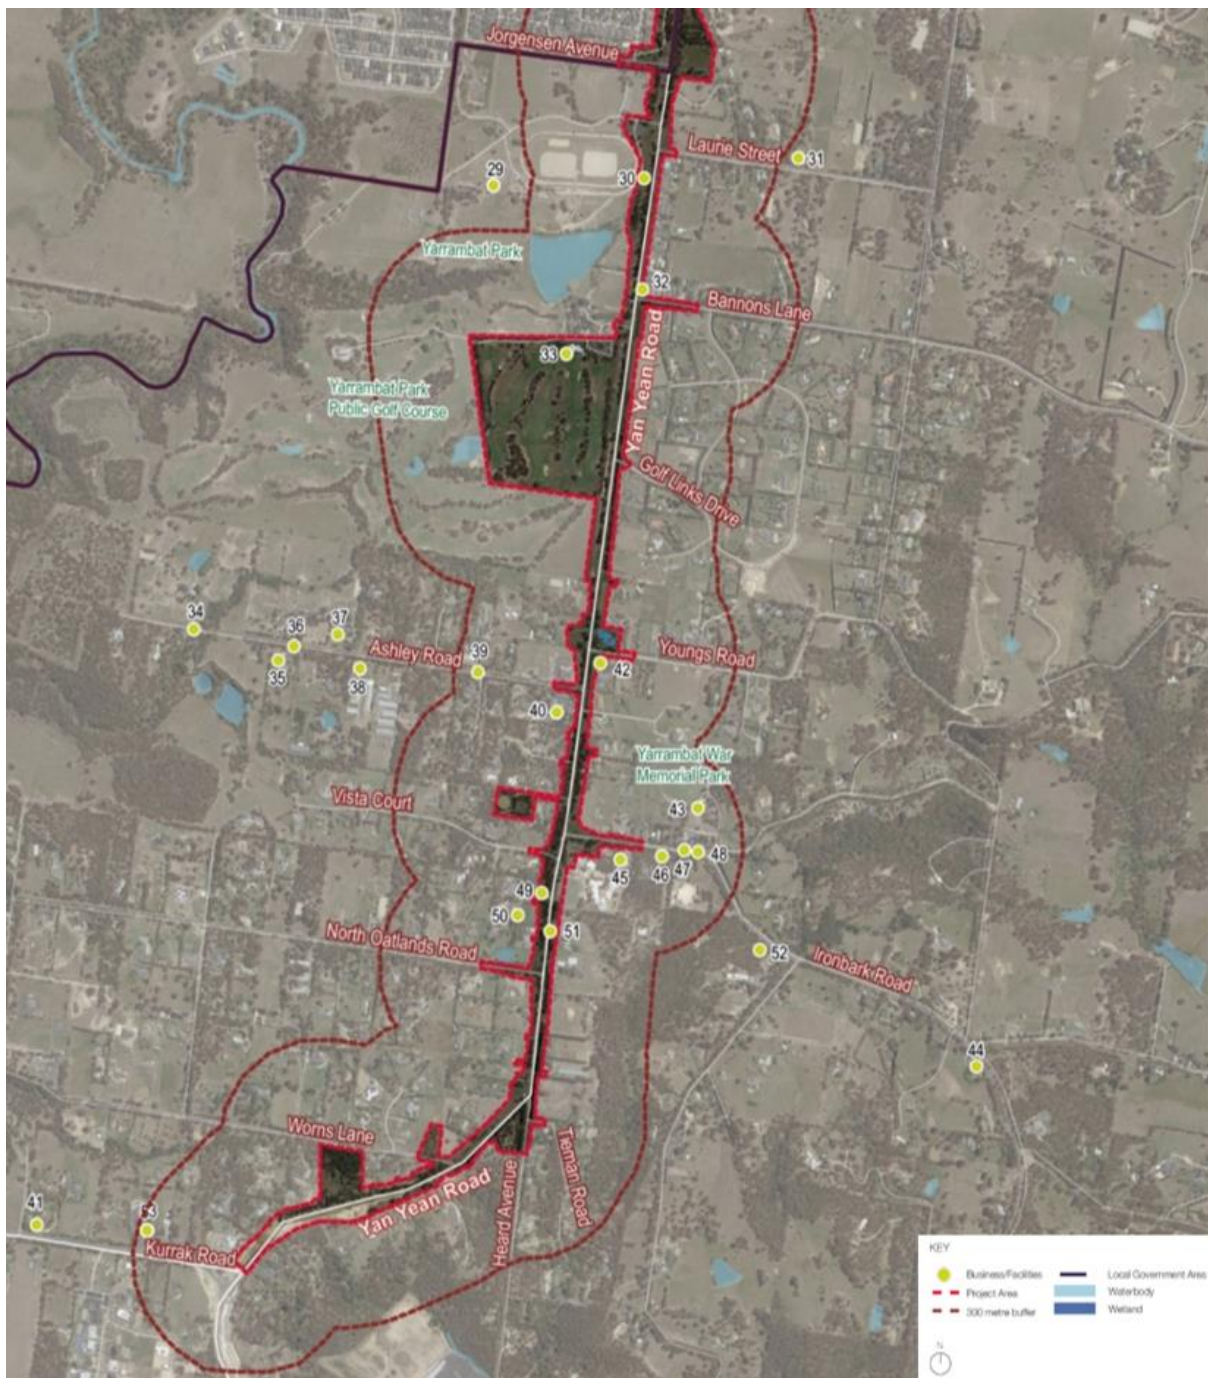 Jorgensen Avenue
Laurie Street
31
29
30
Yarrambat Park
32
Bannons Lane
33
Yan Yean Road
Yarrambat Park
Public Golf Course
Golf Links Drive
34
36
37
Ashley Road
39
Youngs Road
35
38
42
40
Yarrambat War
Memorial Park
Vista Court
43
45
46
47
48
49
50
51
North Oatlands Road
52
Ironbark Road
44
Worns Lane
Tieman Road
Heard Avenue
Yan Yean Road
41
53
Kurrak Road
KEY
Business/Facilities
Local Government Area
Project Area
Waterbody
300 metre buffer
Wetland
N